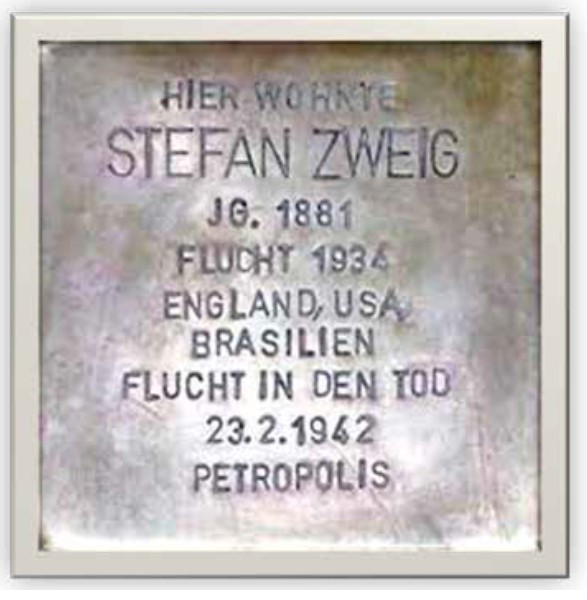 HIER WOHNTE
STEFAN ZWEIG
JG. 1881
FLUCHT 1934
ENGLAND, USA,
BRASILIEN
FLUCHT IN DEN TOD
23.2.1942
PETROPOLIS